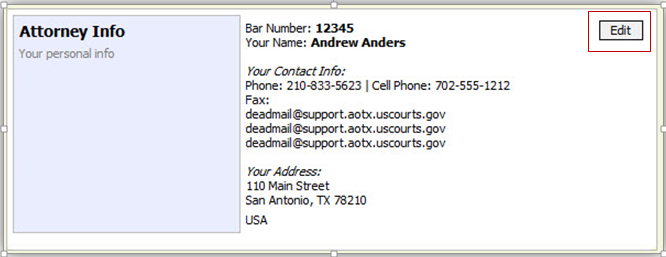 Attorney Info
Your personal info
Bar Number: 12345
Your Name: Andrew Anders
Edit
Your Contact Info:
Phone: 210-833-5623 | Cell Phone: 702-555-1212
Fax:
deadmail@support.aotx.uscourts.gov
deadmail@support.aotx.uscourts.gov
deadmail@support.aotx.uscourts.gov
Your Address:
110 Main Street
San Antonio, TX 78210
USA